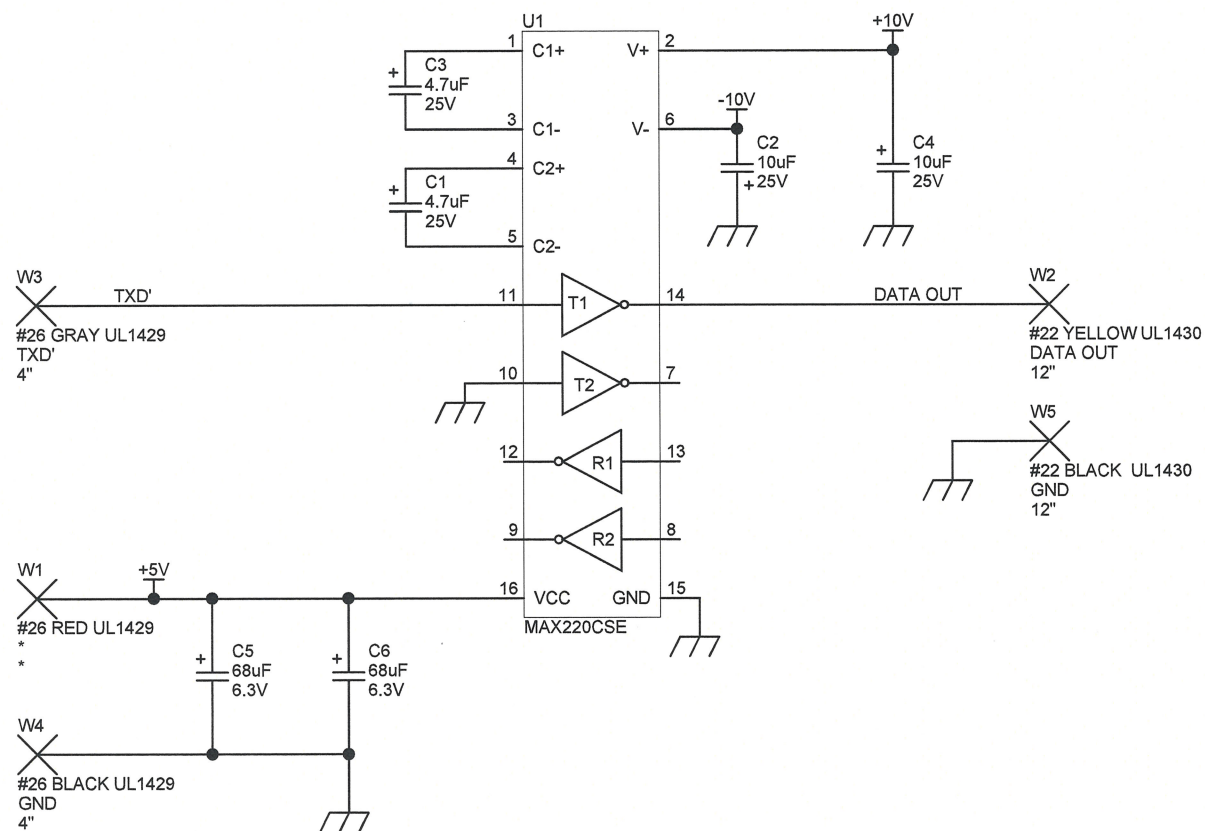 U1
+10V
1
C1+
V+
2
+
C3
4.7uF
25V
-10V
3
C1-
V-
6
4
C2+
C2
10uF
25V
+
+
C4
10uF
25V
+
C1
4.7uF
25V
5
C2-
W3
TXD'
11
T1
14
DATA OUT
W2
#26 GRAY UL1429
TXD'
4"
#22 YELLOW UL1430
DATA OUT
12"
10
T2
7
W5
12
R1
13
#22 BLACK UL1430
GND
12"
9
R2
8
W1
+5V
16
VCC
GND
15
#26 RED UL1429
*
*
MAX220CSE
+
C5
68uF
6.3V
+
C6
68uF
6.3V
W4
#26 BLACK UL1429
GND
4"